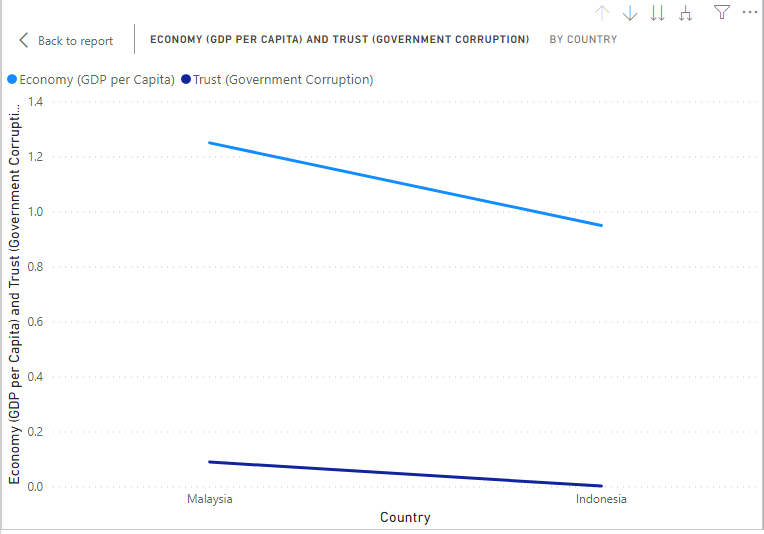 Back to report
ECONOMY (GDP PER CAPITA) AND TRUST (GOVERNMENT CORRUPTION) BY COUNTRY
Economy (GDP per Capita) Trust (Government Corruption)
Economy (GDP per Capita) and Trust (Government Corrupti...
1.4
1.2
1.0
0.8
0.6
0.4
0.2
0.0
Malaysia Indonesia
Country